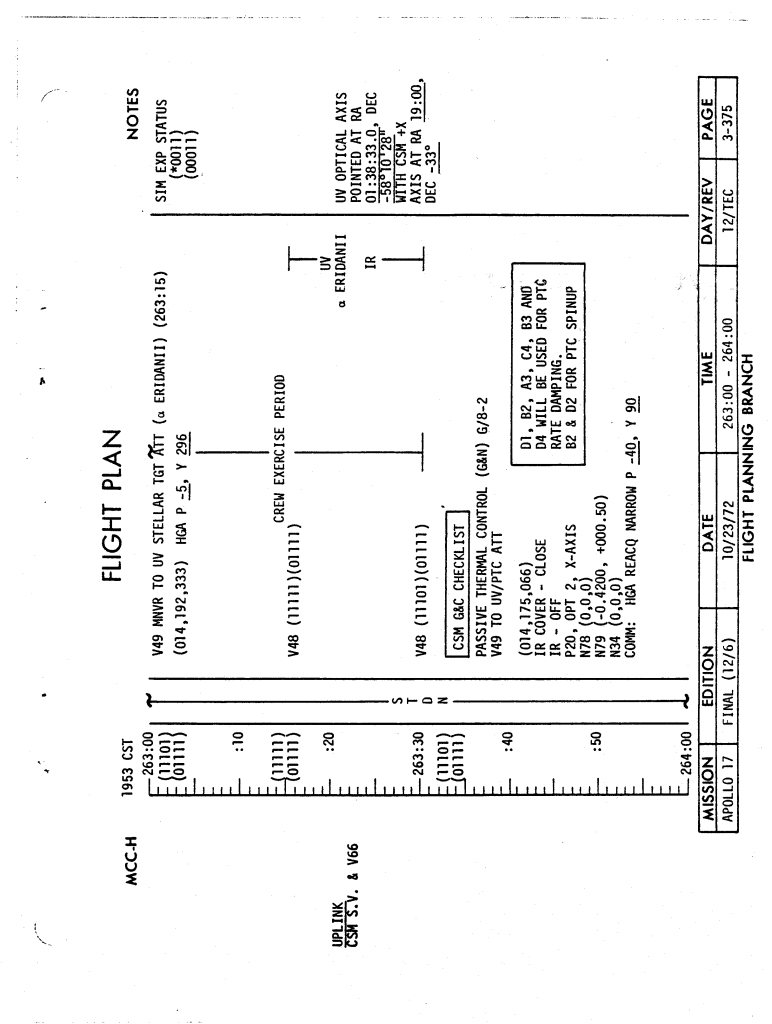 FLIGHT PLAN
MCC-H
1953 CST
NOTES
UPLINK
CSM S.V. & V66
263:00
(11101)
(01111)
:10
(11111)
(01111)
:20
263:30
(11101)
(01111)
:40
:50
264:00
S
T
D
N
V49 MNVR TO UV STELLAR TGT ATT (α ERIDANII) (263:15)
(014,192,333) HGA P -5, Y 296
CREW EXERCISE PERIOD
V48 (11111)(01111)
UV
α ERIDANII
IR
V48 (11101)(01111)
CSM G&C CHECKLIST
PASSIVE THERMAL CONTROL (G&N) G/8-2
V49 TO UV/PTC ATT
(014,175,066)
IR COVER - CLOSE
IR - OFF
P20, OPT 2, X-AXIS
N78 (0,0,0)
N79 (-0.4200, +000.50)
N34 (0,0,0)
COMM: HGA REACQ NARROW P -40, Y 90
D1, B2, A3, C4, B3 AND
D4 WILL BE USED FOR PTC
RATE DAMPING.
B2 & D2 FOR PTC SPINUP
SIM EXP STATUS
(*0011)
(00011)
UV OPTICAL AXIS
POINTED AT RA
01:38:33.0, DEC
-58°10'28"
WITH CSM +X
AXIS AT RA 19:00,
DEC -33°
MISSION EDITION DATE TIME DAY/REV PAGE
APOLLO 17 FINAL (12/6) 10/23/72 263:00 - 264:00 12/TEC 3-375
FLIGHT PLANNING BRANCH